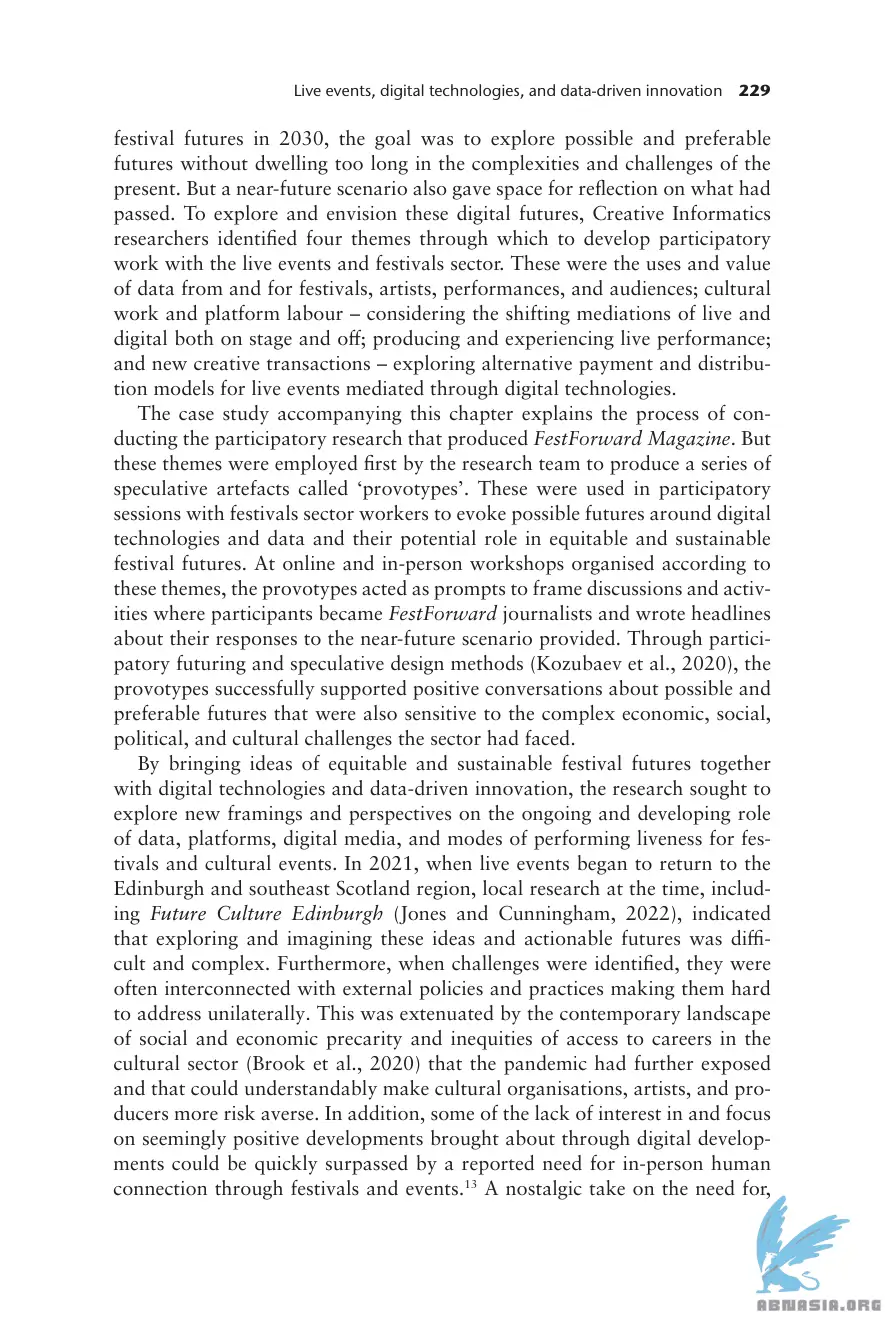 Live events, digital technologies, and data-driven innovation 229
festival futures in 2030, the goal was to explore possible and preferable
futures without dwelling too long in the complexities and challenges of the
present. But a near-future scenario also gave space for reflection on what had
passed. To explore and envision these digital futures, Creative Informatics
researchers identified four themes through which to develop participatory
work with the live events and festivals sector. These were the uses and value
of data from and for festivals, artists, performances, and audiences; cultural
work and platform labour – considering the shifting mediations of live and
digital both on stage and off; producing and experiencing live performance;
and new creative transactions – exploring alternative payment and distribu-
tion models for live events mediated through digital technologies.
The case study accompanying this chapter explains the process of con-
ducting the participatory research that produced FestForward Magazine. But
these themes were employed first by the research team to produce a series of
speculative artefacts called ‘provotypes’. These were used in participatory
sessions with festivals sector workers to evoke possible futures around digital
technologies and data and their potential role in equitable and sustainable
festival futures. At online and in-person workshops organised according to
these themes, the provotypes acted as prompts to frame discussions and activ-
ities where participants became FestForward journalists and wrote headlines
about their responses to the near-future scenario provided. Through partici-
patory futuring and speculative design methods (Kozubaev et al., 2020), the
provotypes successfully supported positive conversations about possible and
preferable futures that were also sensitive to the complex economic, social,
political, and cultural challenges the sector had faced.
By bringing ideas of equitable and sustainable festival futures together
with digital technologies and data-driven innovation, the research sought to
explore new framings and perspectives on the ongoing and developing role
of data, platforms, digital media, and modes of performing liveness for fes-
tivals and cultural events. In 2021, when live events began to return to the
Edinburgh and southeast Scotland region, local research at the time, includ-
ing Future Culture Edinburgh (Jones and Cunningham, 2022), indicated
that exploring and imagining these ideas and actionable futures was diffi-
cult and complex. Furthermore, when challenges were identified, they were
often interconnected with external policies and practices making them hard
to address unilaterally. This was extenuated by the contemporary landscape
of social and economic precarity and inequities of access to careers in the
cultural sector (Brook et al., 2020) that the pandemic had further exposed
and that could understandably make cultural organisations, artists, and pro-
ducers more risk averse. In addition, some of the lack of interest in and focus
on seemingly positive developments brought about through digital develop-
ments could be quickly surpassed by a reported need for in-person human
connection through festivals and events.13 A nostalgic take on the need for,
ABNASIA.ORG